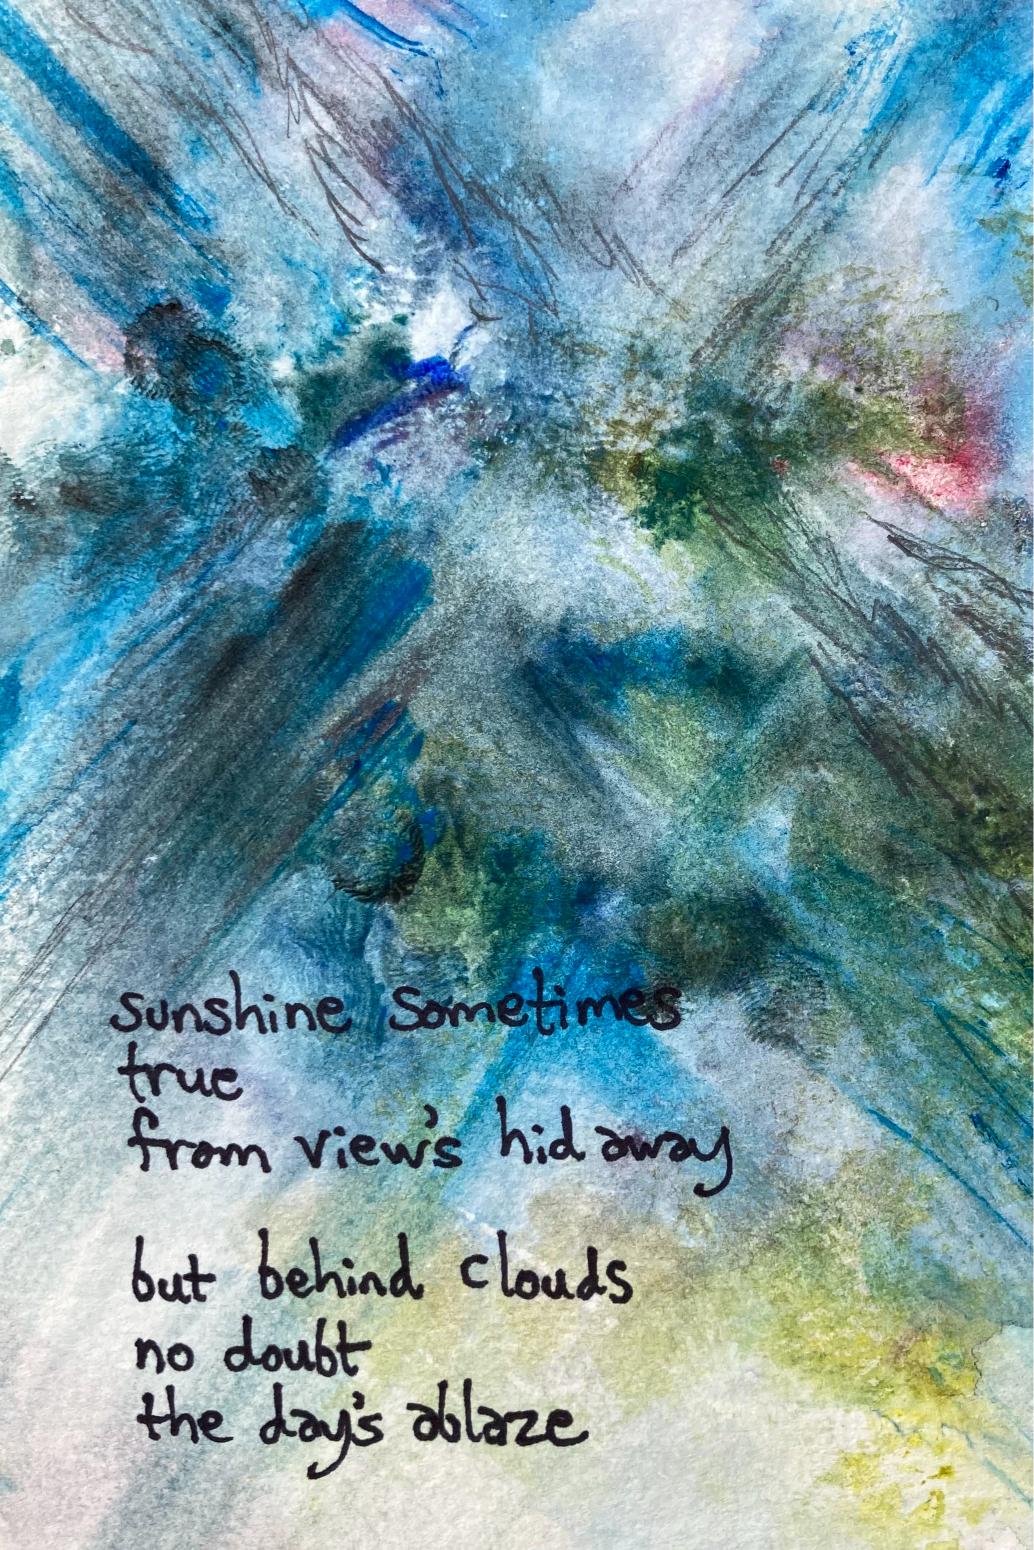 sunshine sometimes
true
from view's hid away
but behind clouds
no doubt
the day's ablaze